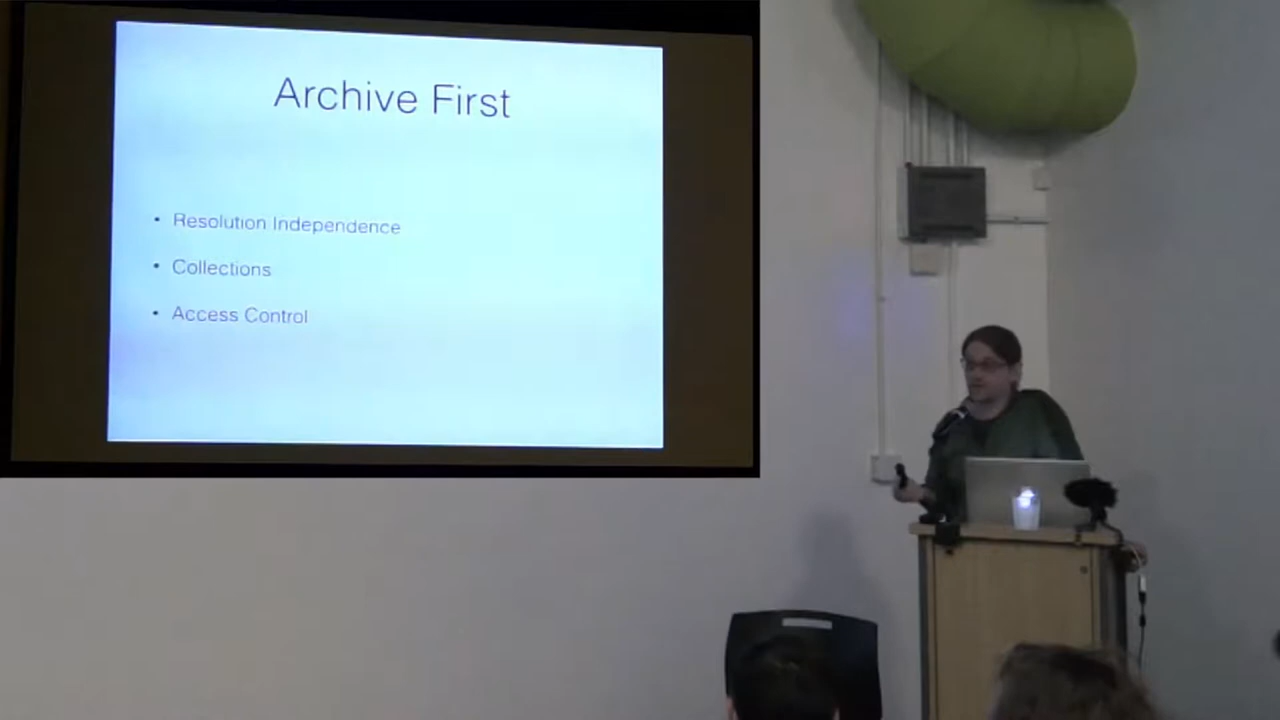 Archive First
• Resolution Independence
• Collections
• Access Control